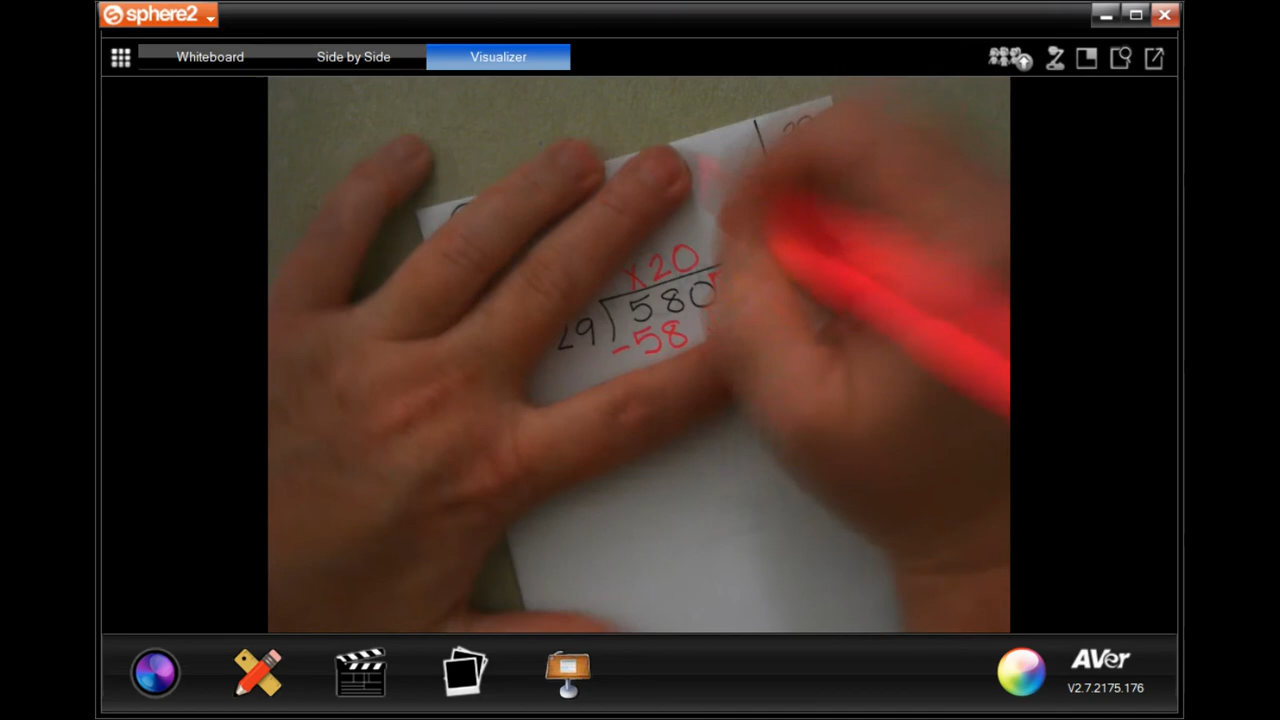 sphere2
Whiteboard Side by Side Visualizer
x20
29)580
-58
AVer
V2.7.2175.176